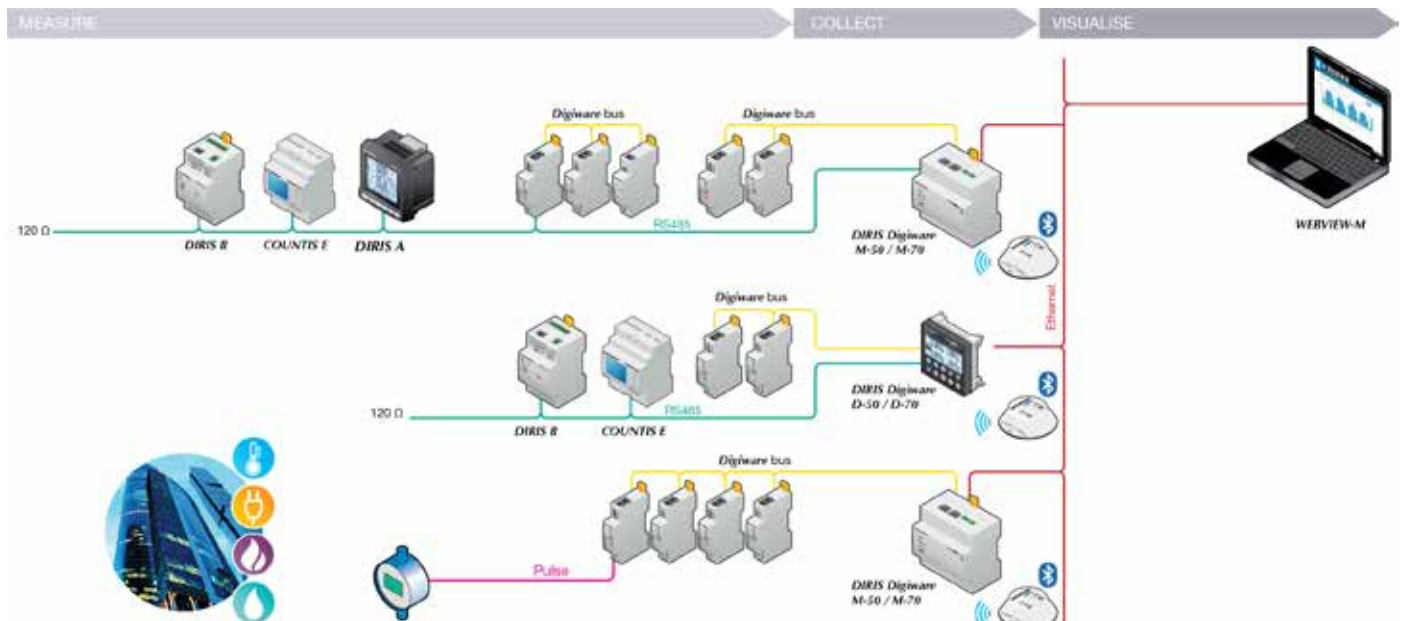 MEASURE
COLLECT
VISUALISE
Digiware bus
Digiware bus
120 Ω
RS485
DIRIS B
COUNTIS E
DIRIS A
DIRIS Digiware
M-50 / M-70
WEBVIEW-M
Ethernet
Digiware bus
120 Ω
RS485
DIRIS B
COUNTIS E
DIRIS Digiware
D-50 / D-70
Digiware bus
Pulse
DIRIS Digiware
M-50 / M-70